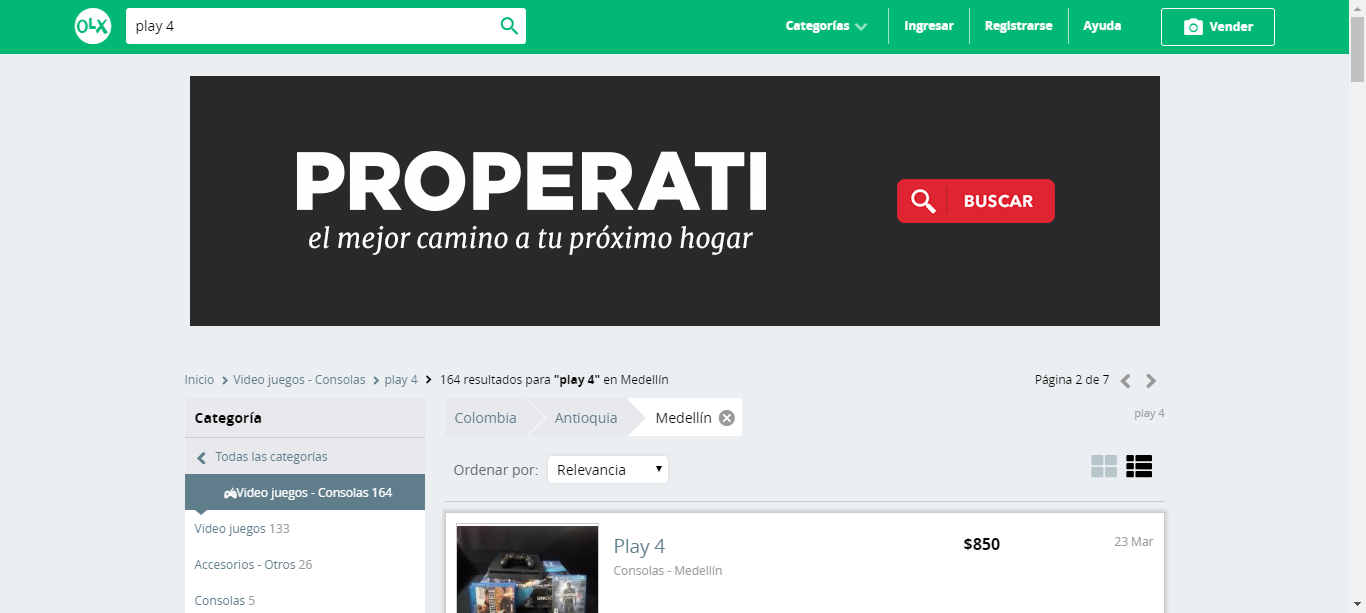 OLX play 4 Categorías Ingresar Registrarse Ayuda Vender
PROPERATI
el mejor camino a tu próximo hogar
BUSCAR
Inicio > Video juegos - Consolas > play 4 > 164 resultados para "play 4" en Medellín
Página 2 de 7
Categoría
Todas las categorías
Video juegos - Consolas 164
Video juegos 133
Accesorios - Otros 26
Consolas 5
Colombia Antioquia Medellín
play 4
Ordenar por: Relevancia
Play 4 $850 23 Mar
Consolas - Medellín